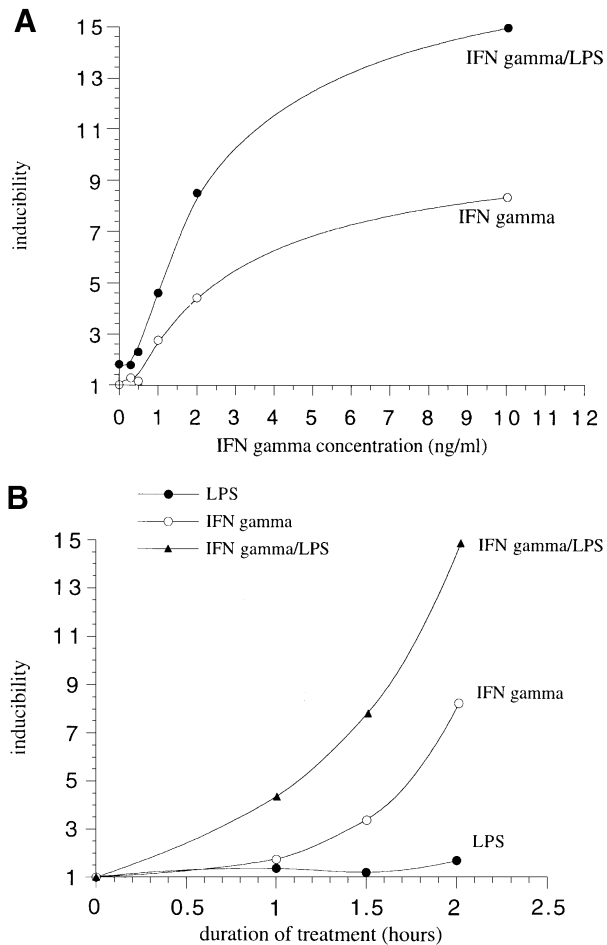 A
15
13
11
9
7
5
3
1
inducibility
IFN gamma/LPS
IFN gamma
0 1 2 3 4 5 6 7 8 9 10 11 12
IFN gamma concentration (ng/ml)
B
LPS
IFN gamma
IFN gamma/LPS
15
13
11
9
7
5
3
1
inducibility
IFN gamma/LPS
IFN gamma
LPS
0 0.5 1 1.5 2 2.5
duration of treatment (hours)